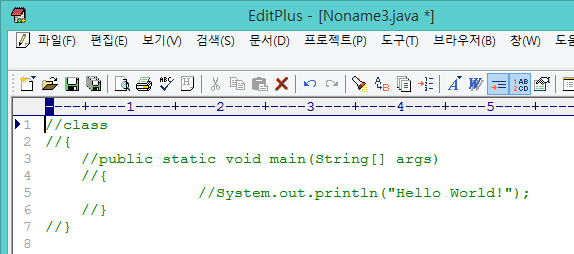 EditPlus - [Noname3.java *]
파일(F) 편집(E) 보기(V) 검색(S) 문서(D) 프로젝트(P) 도구(T) 브라우저(B) 창(W) 도움
----+----1----+----2----+----3----+----4----+----5----+----
1 //class
2 //{
3 //public static void main(String[] args)
4 //{
5 //System.out.println("Hello World!");
6 //}
7 //}
8